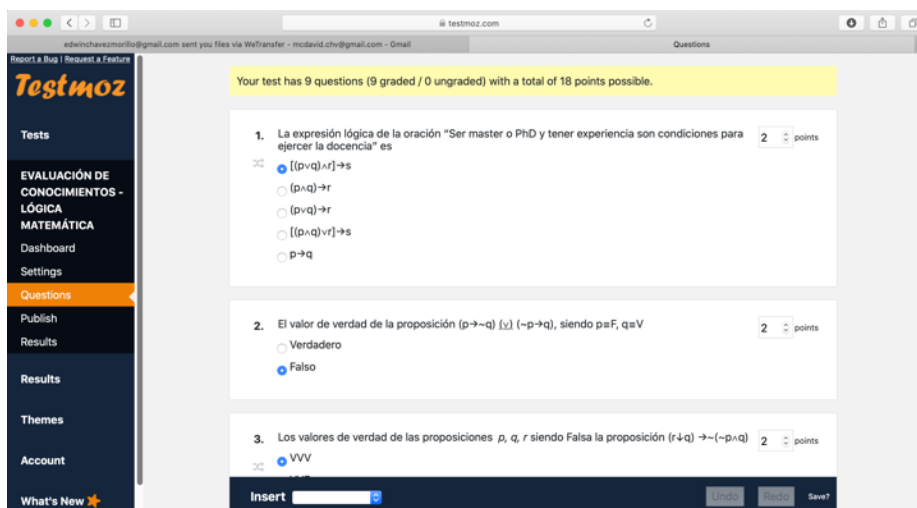 testmoz.com
edwinchavezmorillo@gmail.com sent you files via WeTransfer - mcdavid.chv@gmail.com - Gmail
Questions
Report a Bug | Request a Feature
Testmoz
Tests
EVALUACIÓN DE
CONOCIMIENTOS -
LÓGICA
MATEMÁTICA
Dashboard
Settings
Questions
Publish
Results
Results
Themes
Account
What's New
Your test has 9 questions (9 graded / 0 ungraded) with a total of 18 points possible.
1. La expresión lógica de la oración "Ser master o PhD y tener experiencia son condiciones para
ejercer la docencia" es
2 points
[(p∨q)∧r]→s
(p∧q)→r
(p∨q)→r
[(p∧q)∨r]→s
p→q
2. El valor de verdad de la proposición (p→~q) (∨) (~p→q), siendo p≡F, q≡V
2 points
Verdadero
Falso
3. Los valores de verdad de las proposiciones p, q, r siendo Falsa la proposición (r↓q) →~(~p∧q)
2 points
VVV
Insert
Undo Redo Save?